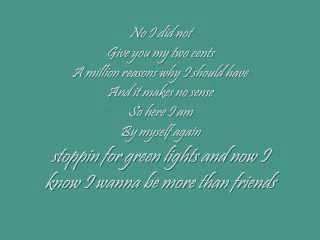 No I did not
Give you my two cents
A million reasons why I should have
And it makes no sense
So here I am
By myself again
stoppin for green lights and now I
know I wanna be more than friends